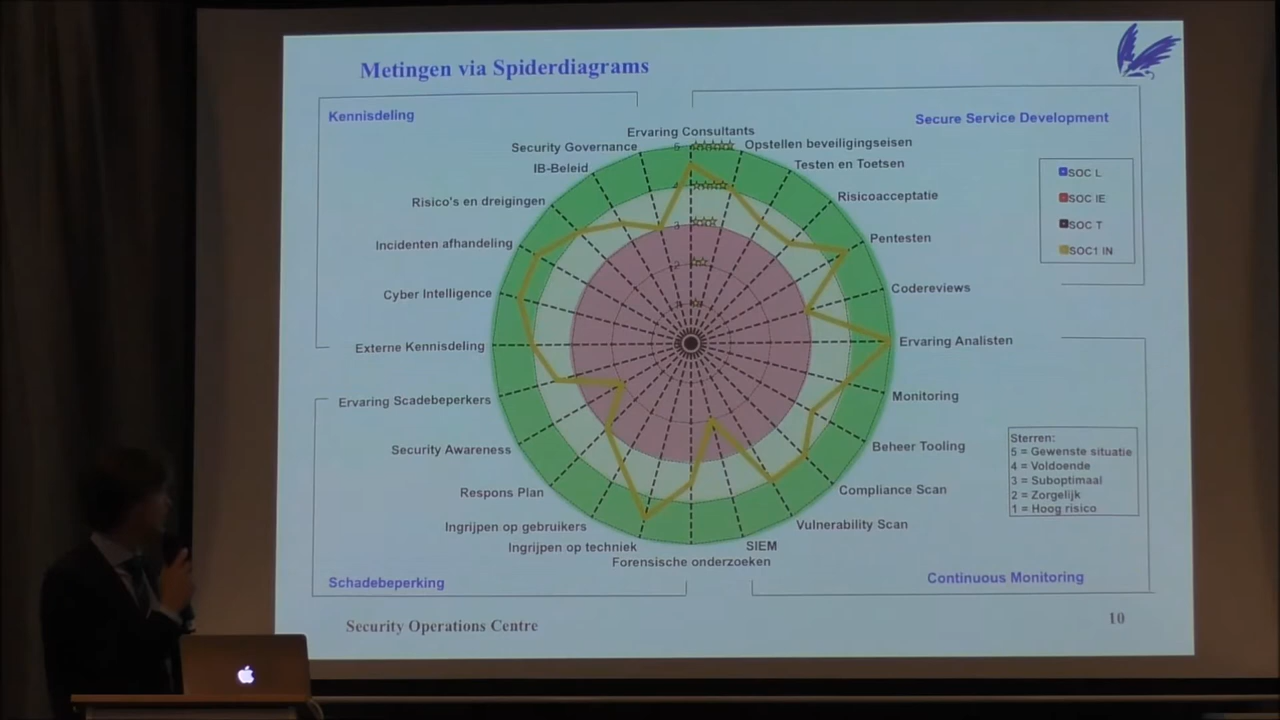 Metingen via Spiderdiagrams
Kennisdeling
Secure Service Development
Ervaring Consultants
Opstellen beveiligingseisen
Testen en Toetsen
Risicoacceptatie
Pentesten
Codereviews
Ervaring Analisten
Monitoring
Beheer Tooling
Compliance Scan
Vulnerability Scan
SIEM
Forensische onderzoeken
Ingrijpen op techniek
Ingrijpen op gebruikers
Respons Plan
Security Awareness
Ervaring Scadebeperkers
Externe Kennisdeling
Cyber Intelligence
Incidenten afhandeling
Risico's en dreigingen
IB-Beleid
Security Governance
5
3
2
SOC L
SOC IE
SOC T
SOC1 IN
Sterren:
5 = Gewenste situatie
4 = Voldoende
3 = Suboptimaal
2 = Zorgelijk
1 = Hoog risico
Schadebeperking
Continuous Monitoring
Security Operations Centre
10